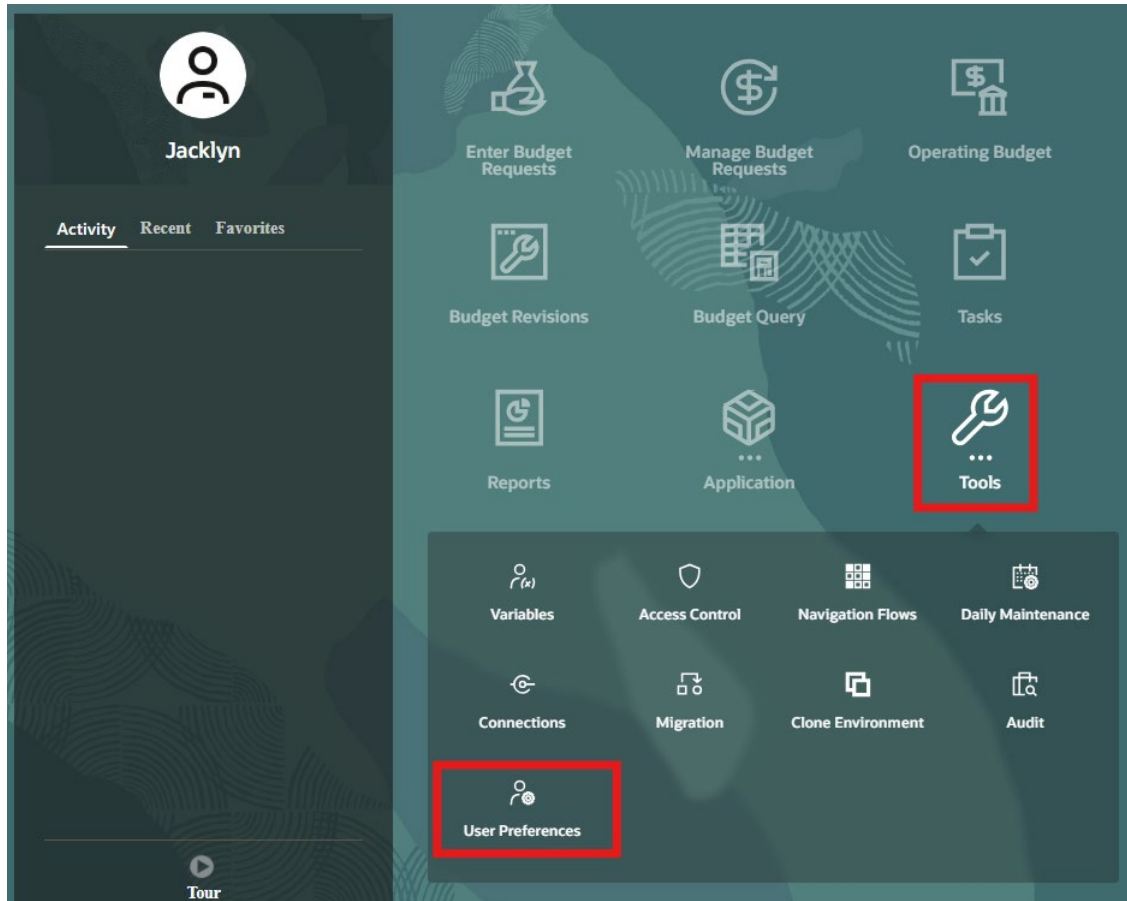 Jacklyn
Activity Recent Favorites
Tour
Enter Budget
Requests
Manage Budget
Requests
Operating Budget
Budget Revisions
Budget Query
Tasks
Reports
Application
Tools
Variables
Access Control
Navigation Flows
Daily Maintenance
Connections
Migration
Clone Environment
Audit
User Preferences